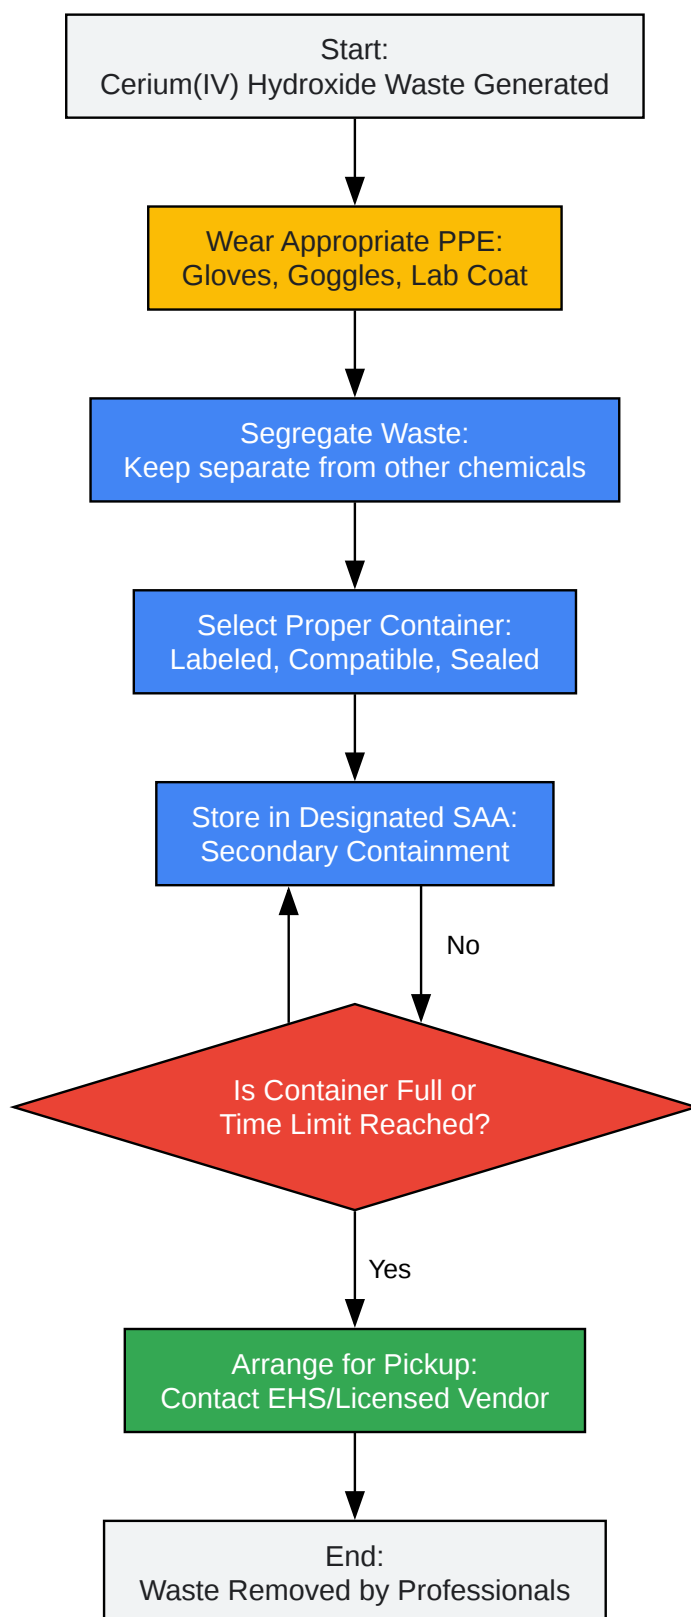 Start:
Cerium(IV) Hydroxide Waste Generated
Wear Appropriate PPE:
Gloves, Goggles, Lab Coat
Segregate Waste:
Keep separate from other chemicals
Select Proper Container:
Labeled, Compatible, Sealed
Store in Designated SAA:
Secondary Containment
No
Is Container Full or
Time Limit Reached?
Yes
Arrange for Pickup:
Contact EHS/Licensed Vendor
End:
Waste Removed by Professionals